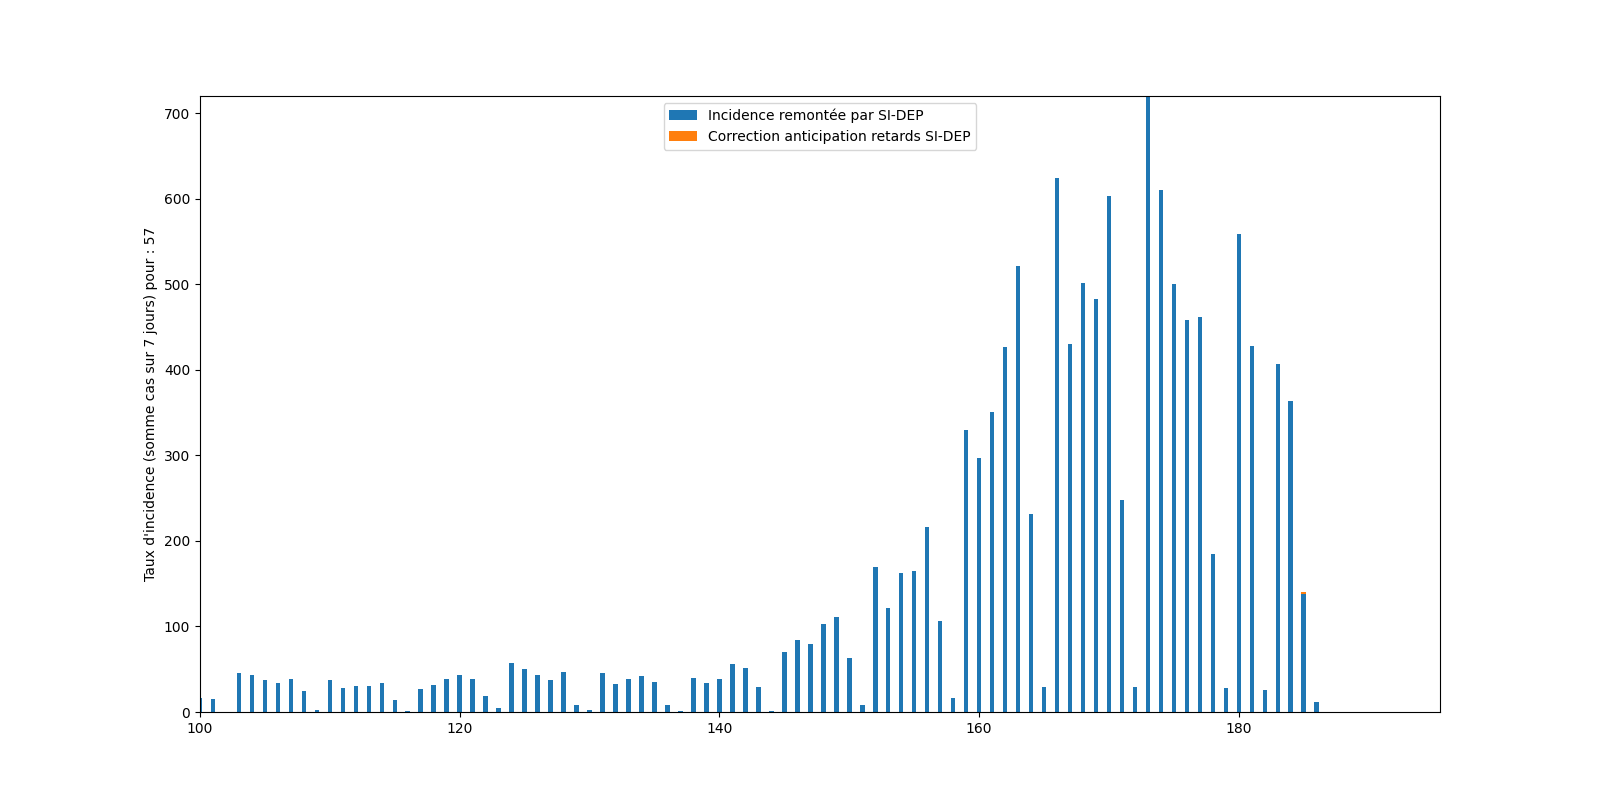 Incidence remontée par SI-DEP
Correction anticipation retards SI-DEP
Taux d'incidence (somme cas sur 7 jours) pour : 57
700
600
500
400
300
200
100
0
100 120 140 160 180